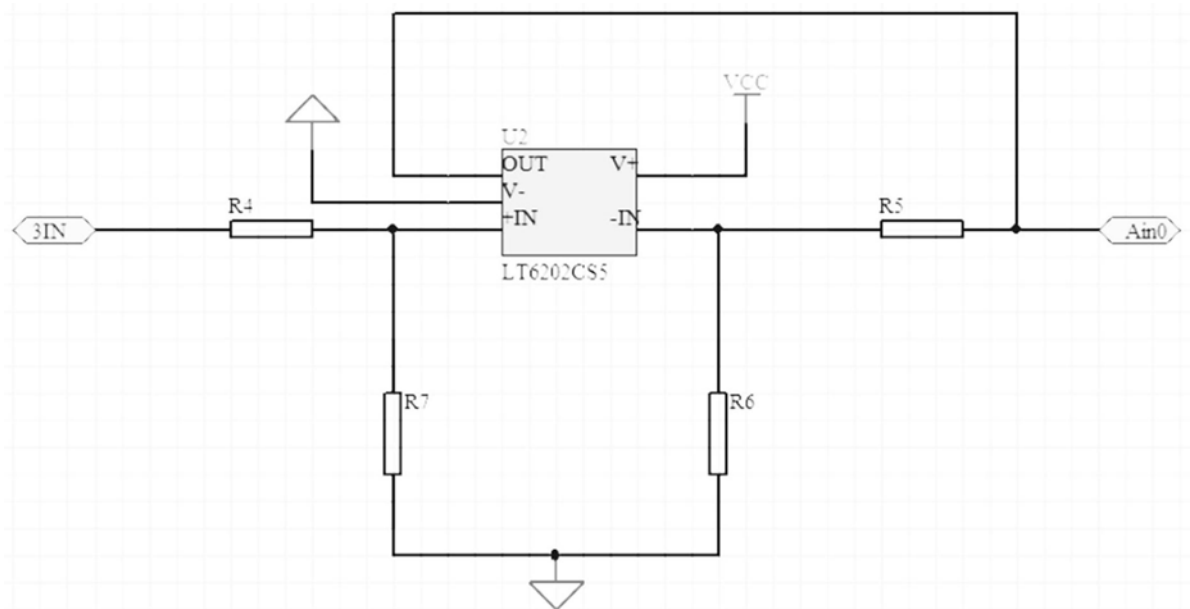 VCC
U2
OUT V+
V-
+IN -IN
LT6202CS5
3IN
R4
R5
Ain0
R7
R6